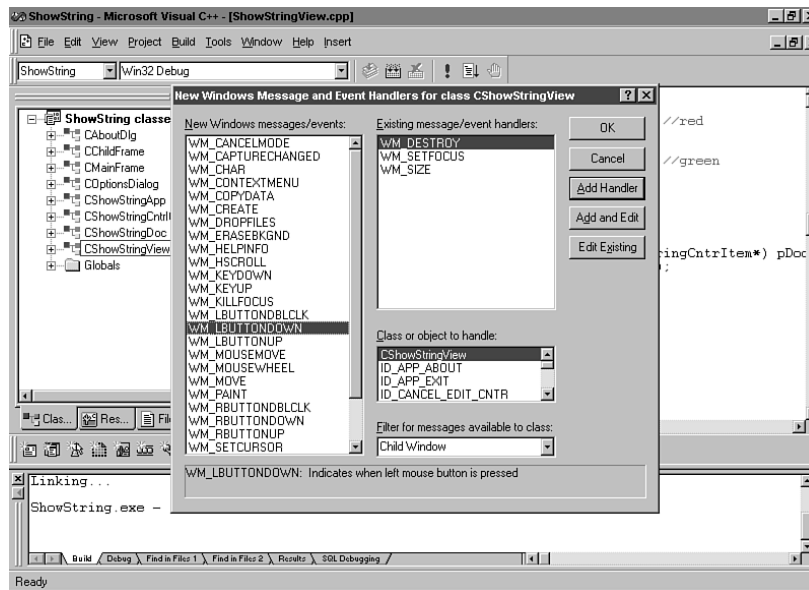 ShowString - Microsoft Visual C++ - [ShowStringView.cpp]
File Edit View Project Build Tools Window Help Insert
ShowString Win32 Debug
New Windows Message and Event Handlers for class CShowStringView
ShowString classe
CAboutDlg
CChildFrame
CMainFrame
COptionsDialog
CShowStringApp
CShowStringCntrl
CShowStringDoc
CShowStringView
Globals
New Windows messages/events:
WM_CANCELMODE
WM_CAPTURECHANGED
WM_CHAR
WM_CONTEXTMENU
WM_COPYDATA
WM_CREATE
WM_DROPFILES
WM_ERASEBKGND
WM_HELPINFO
WM_HSCROLL
WM_KEYDOWN
WM_KEYUP
WM_KILLFOCUS
WM_LBUTTONDBLCLK
WM_LBUTTONDOWN
WM_LBUTTONUP
WM_MOUSEMOVE
WM_MOUSEWHEEL
WM_MOVE
WM_PAINT
WM_RBUTTONDBLCLK
WM_RBUTTONDOWN
WM_RBUTTONUP
WM_SETCURSOR
Existing message/event handlers:
WM_DESTROY
WM_SETFOCUS
WM_SIZE
Class or object to handle:
CShowStringView
ID_APP_ABOUT
ID_APP_EXIT
ID_CANCEL_EDIT_CNTR
Filter for messages available to class:
Child Window
OK
Cancel
Add Handler
Add and Edit
Edit Existing
WM_LBUTTONDOWN: Indicates when left mouse button is pressed
//red
//green
ringCntrItem*) pDoc
;
Clas... Res... Fil
Linking...
ShowString.exe -
Build Debug Find in Files 1 Find in Files 2 Results SQL Debugging
Ready